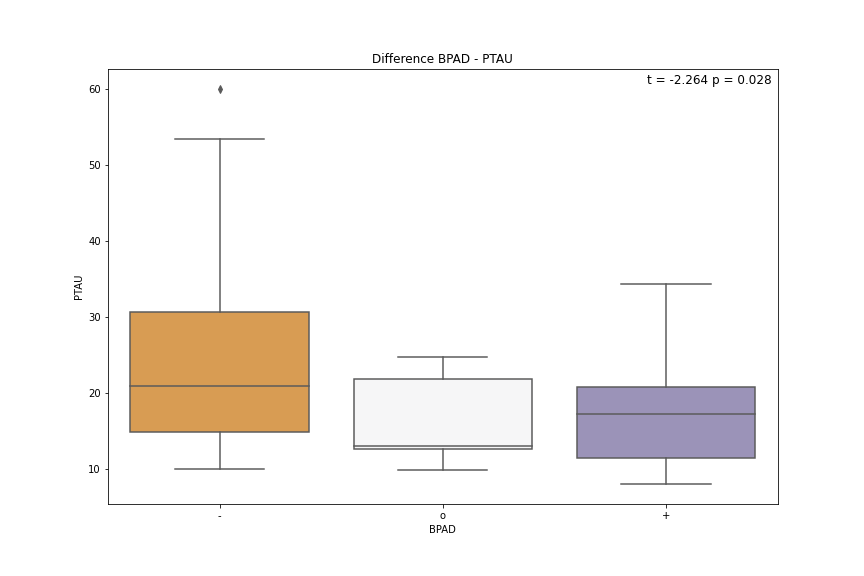 Difference BPAD - PTAU
t = -2.264 p = 0.028
60
50
40
30
20
10
PTAU
- o +
BPAD